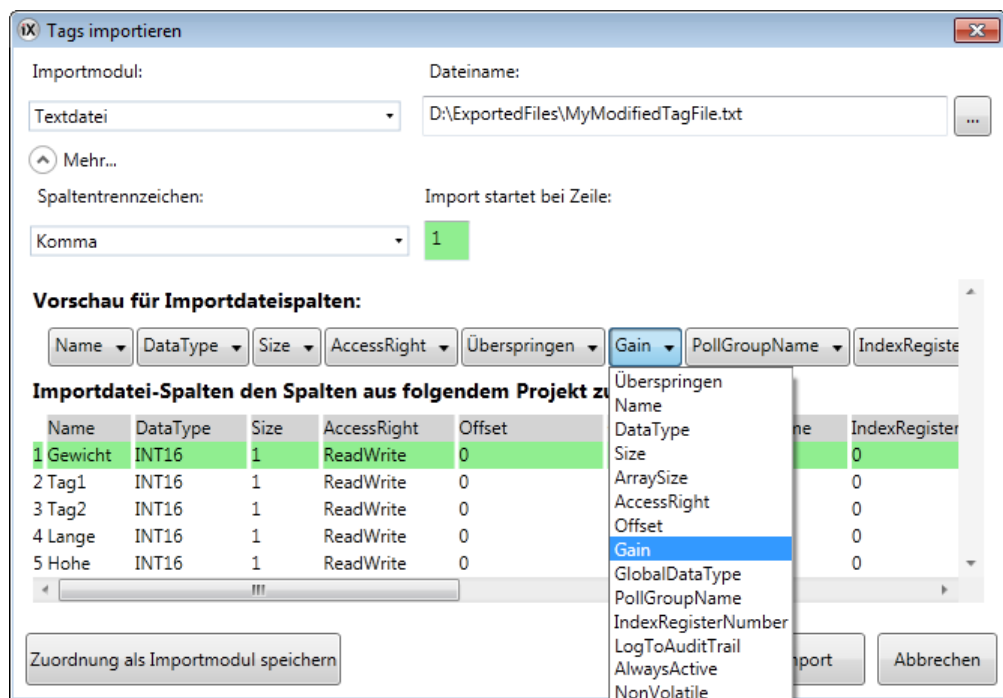 iX Tags importieren
Importmodul: Dateiname:
Textdatei D:\ExportedFiles\MyModifiedTagFile.txt ...
Mehr...
Spaltentrennzeichen: Import startet bei Zeile:
Komma 1
Vorschau für Importdateispalten:
Name DataType Size AccessRight Überspringen Gain PollGroupName IndexRegiste
Importdatei-Spalten den Spalten aus folgendem Projekt zu
Name DataType Size AccessRight Offset me IndexRegister
1 Gewicht INT16 1 ReadWrite 0 0
2 Tag1 INT16 1 ReadWrite 0 0
3 Tag2 INT16 1 ReadWrite 0 0
4 Lange INT16 1 ReadWrite 0 0
5 Hohe INT16 1 ReadWrite 0 0
Überspringen
Name
DataType
Size
ArraySize
AccessRight
Offset
Gain
GlobalDataType
PollGroupName
IndexRegisterNumber
LogToAuditTrail
AlwaysActive
NonVolatile
Zuordnung als Importmodul speichern port Abbrechen